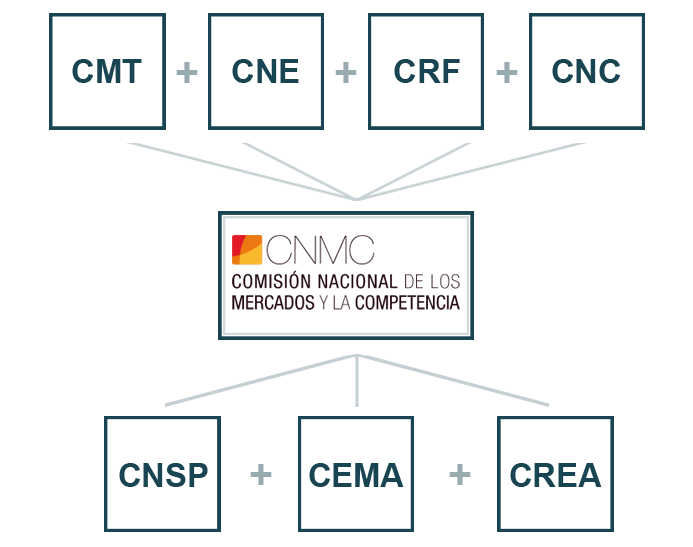 CMT + CNE + CRF + CNC
CNMC
COMISIÓN NACIONAL DE LOS
MERCADOS Y LA COMPETENCIA
CNSP + CEMA + CREA